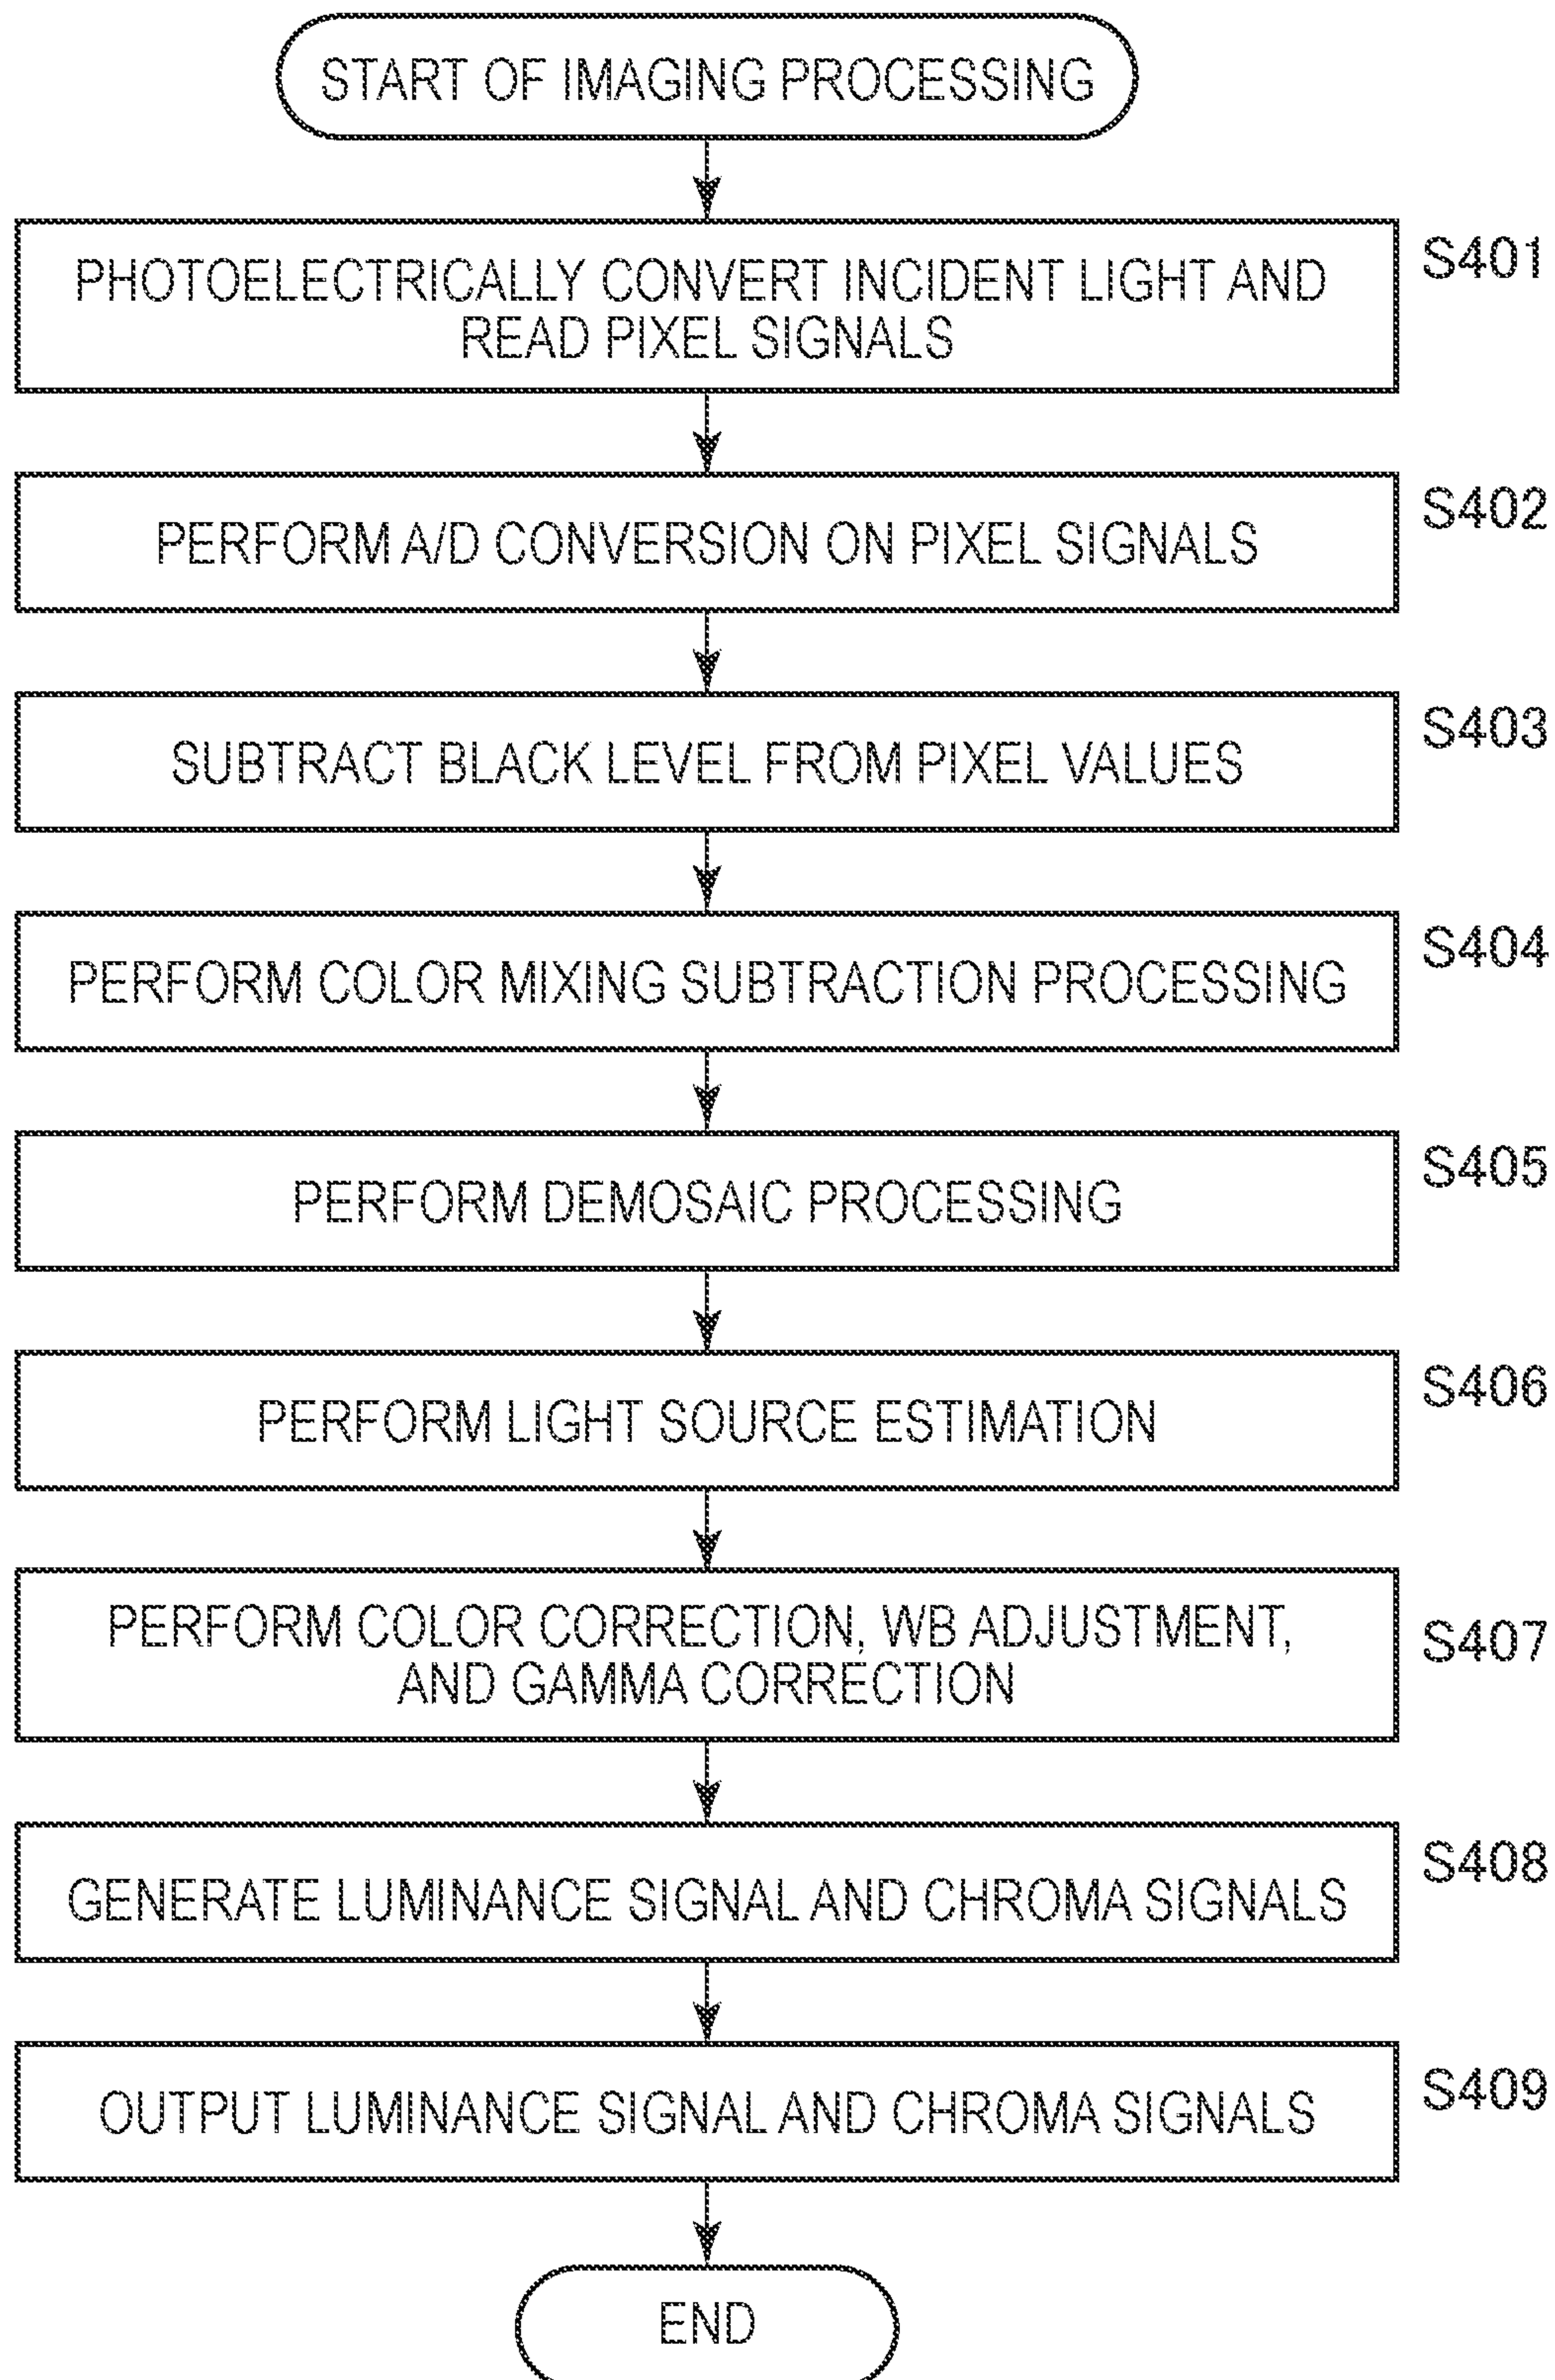 START OF IMAGING PROCESSING
PHOTOELECTRICALLY CONVERT INCIDENT LIGHT AND
READ PIXEL SIGNALS
S401
PERFORM A/D CONVERSION ON PIXEL SIGNALS
S402
SUBTRACT BLACK LEVEL FROM PIXEL VALUES
S403
PERFORM COLOR MIXING SUBTRACTION PROCESSING
S404
PERFORM DEMOSAIC PROCESSING
S405
PERFORM LIGHT SOURCE ESTIMATION
S406
PERFORM COLOR CORRECTION, WB ADJUSTMENT,
AND GAMMA CORRECTION
S407
GENERATE LUMINANCE SIGNAL AND CHROMA SIGNALS
S408
OUTPUT LUMINANCE SIGNAL AND CHROMA SIGNALS
S409
END